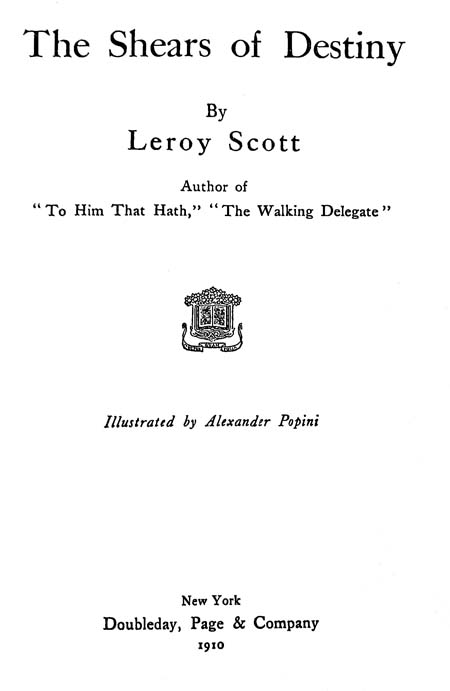 The Shears of Destiny
By
Leroy Scott
Author of
“To Him That Hath,” “The Walking Delegate”
Illustrated by Alexander Popini
New York
Doubleday, Page & Company
1910